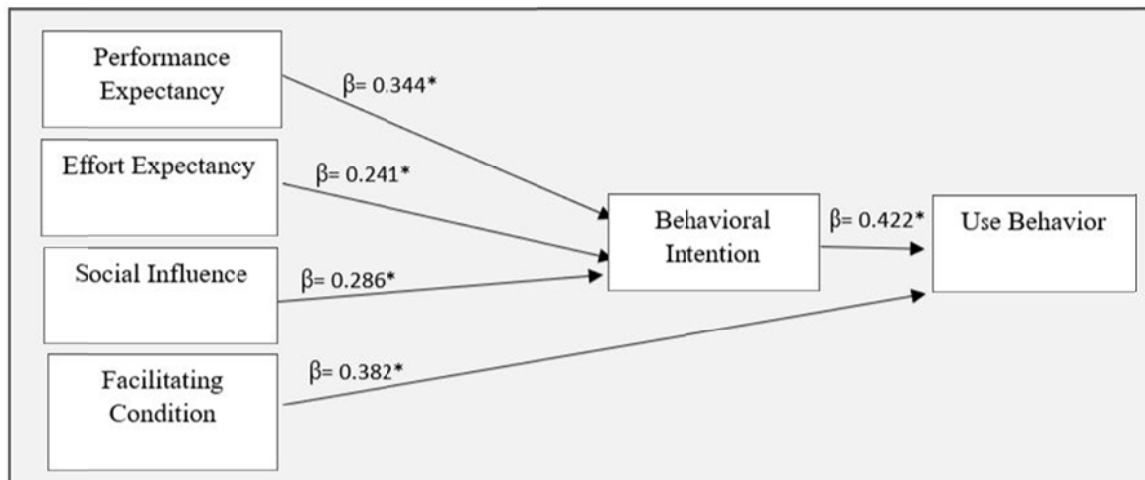 Performance
Expectancy
β= 0.344*
Effort Expectancy
β= 0.241*
Social Influence
β= 0.286*
Facilitating
Condition
β= 0.382*
Behavioral
Intention
β= 0.422*
Use Behavior